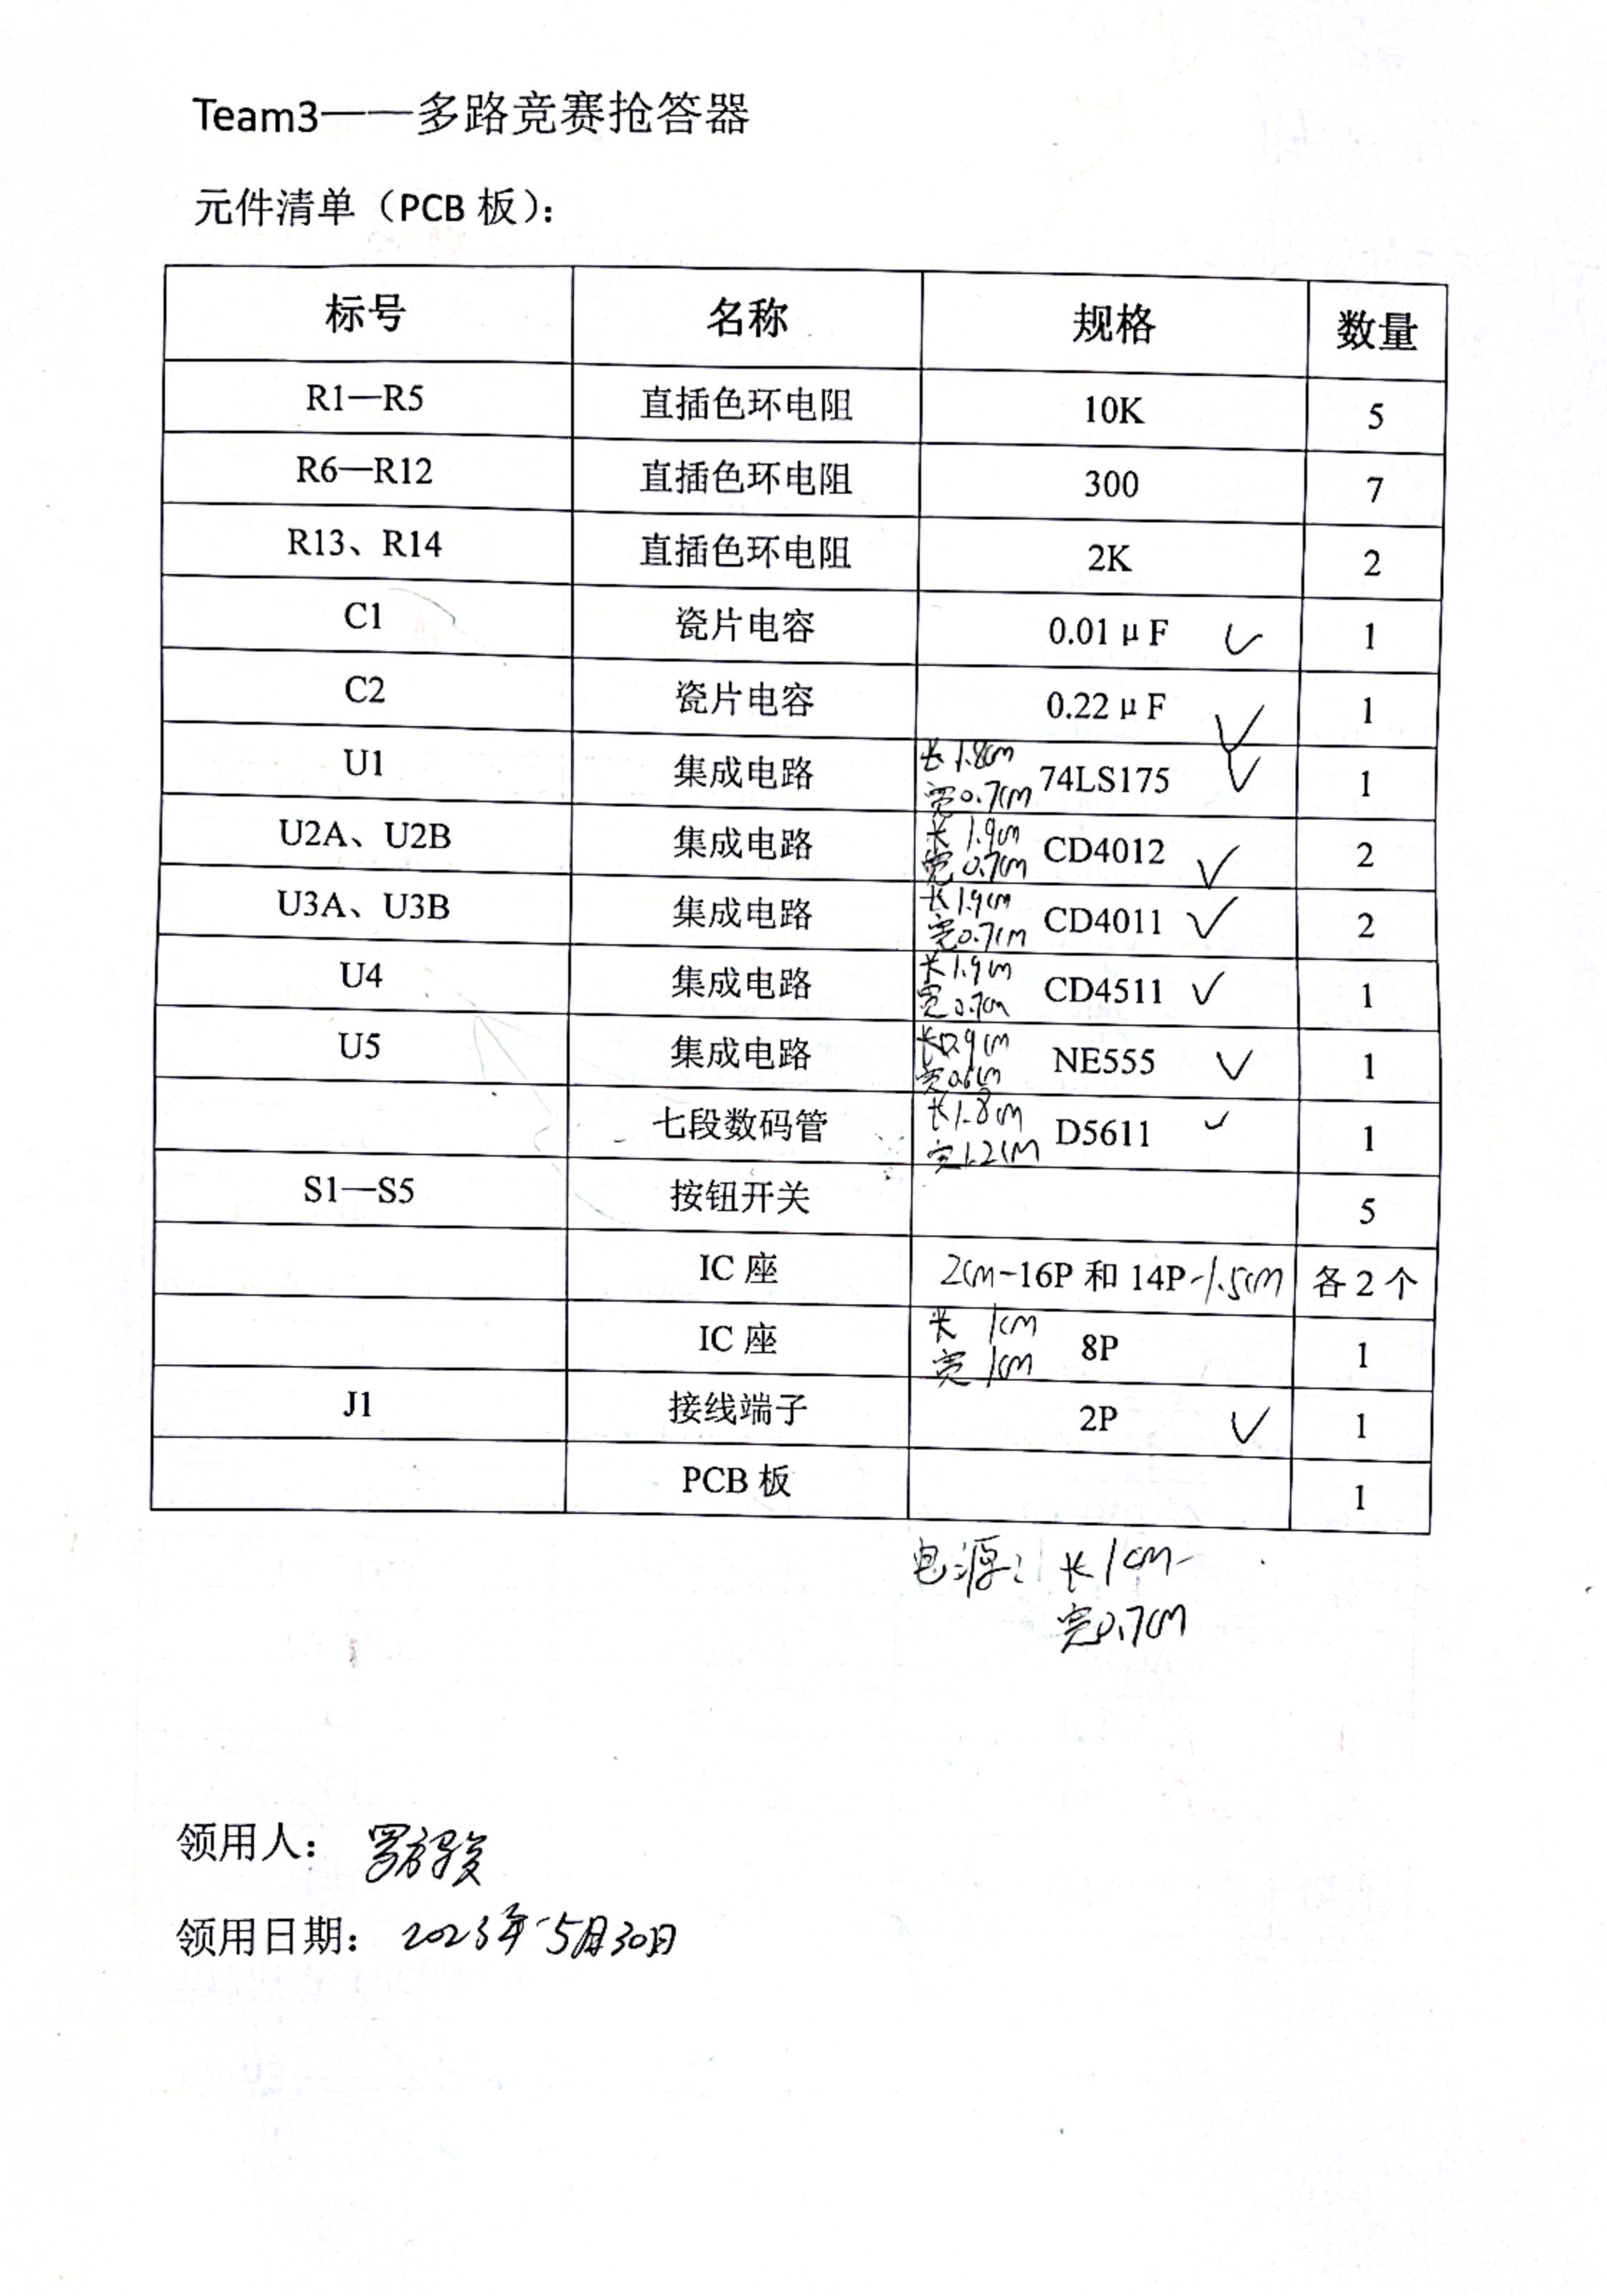 Team3——多路竞赛抢答器
元件清单（PCB 板）：
标号 名称 规格 数量
R1—R5 直插色环电阻 10K 5
R6—R12 直插色环电阻 300 7
R13、R14 直插色环电阻 2K 2
C1 瓷片电容 0.01μF ✓ 1
C2 瓷片电容 0.22μF ✓ 1
U1 集成电路 长1.8cm 宽0.7cm 74LS175 ✓ 1
U2A、U2B 集成电路 长1.9cm 宽0.7cm CD4012 ✓ 2
U3A、U3B 集成电路 长1.9cm 宽0.7cm CD4011 ✓ 2
U4 集成电路 长1.9cm 宽0.7cm CD4511 ✓ 1
U5 集成电路 长0.9cm 宽0.6cm NE555 ✓ 1
七段数码管 长1.8cm 宽1.2cm D5611 ✓ 1
S1—S5 按钮开关 5
IC 座 2cm-16P 和 14P-1.5cm 各 2 个
IC 座 长 1cm 宽 1cm 8P 1
J1 接线端子 2P ✓ 1
PCB 板 1
电源: 长1cm
宽0.7cm
领用人：
领用日期：2023年5月30日